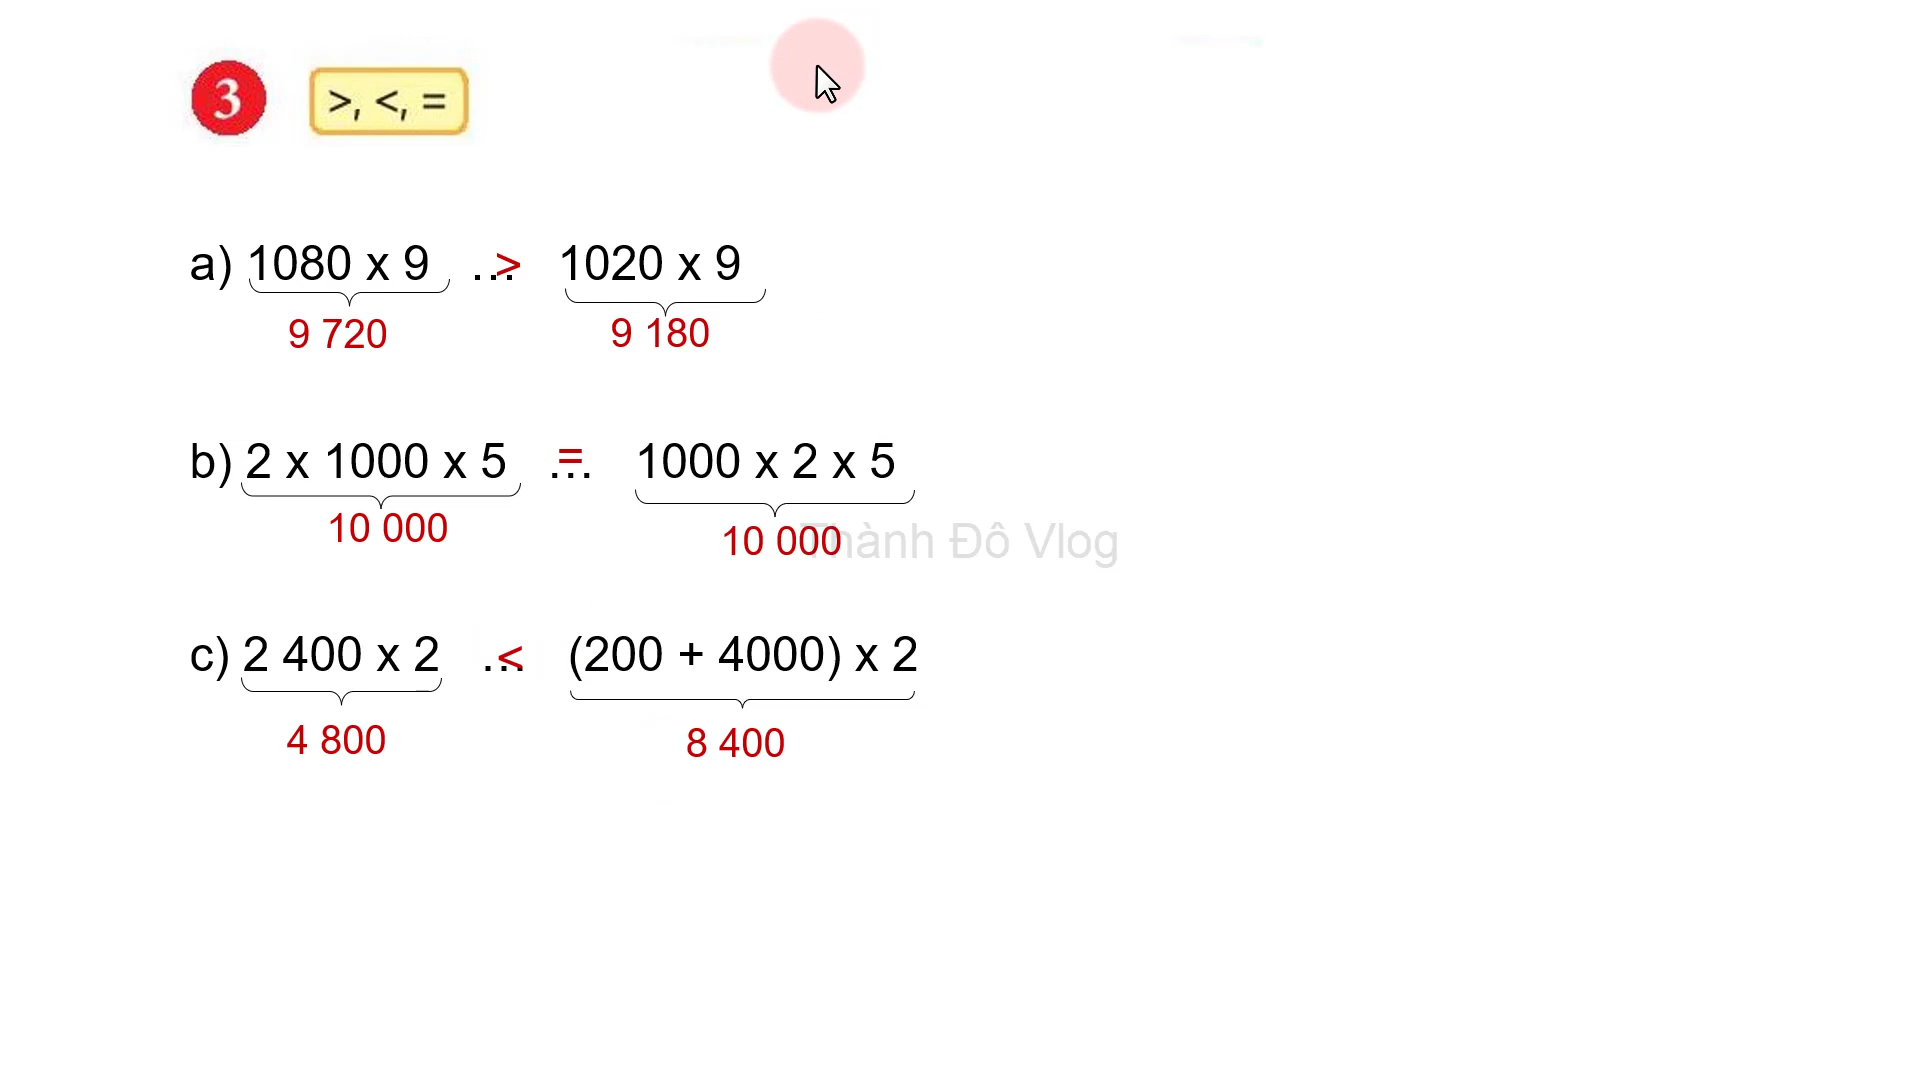 3 >, <, =
a) 1080 x 9 ... > 1020 x 9
9 720 9 180
b) 2 x 1000 x 5 ... = 1000 x 2 x 5
10 000 10 000
Thành Đô Vlog
c) 2 400 x 2 ... < (200 + 4000) x 2
4 800 8 400